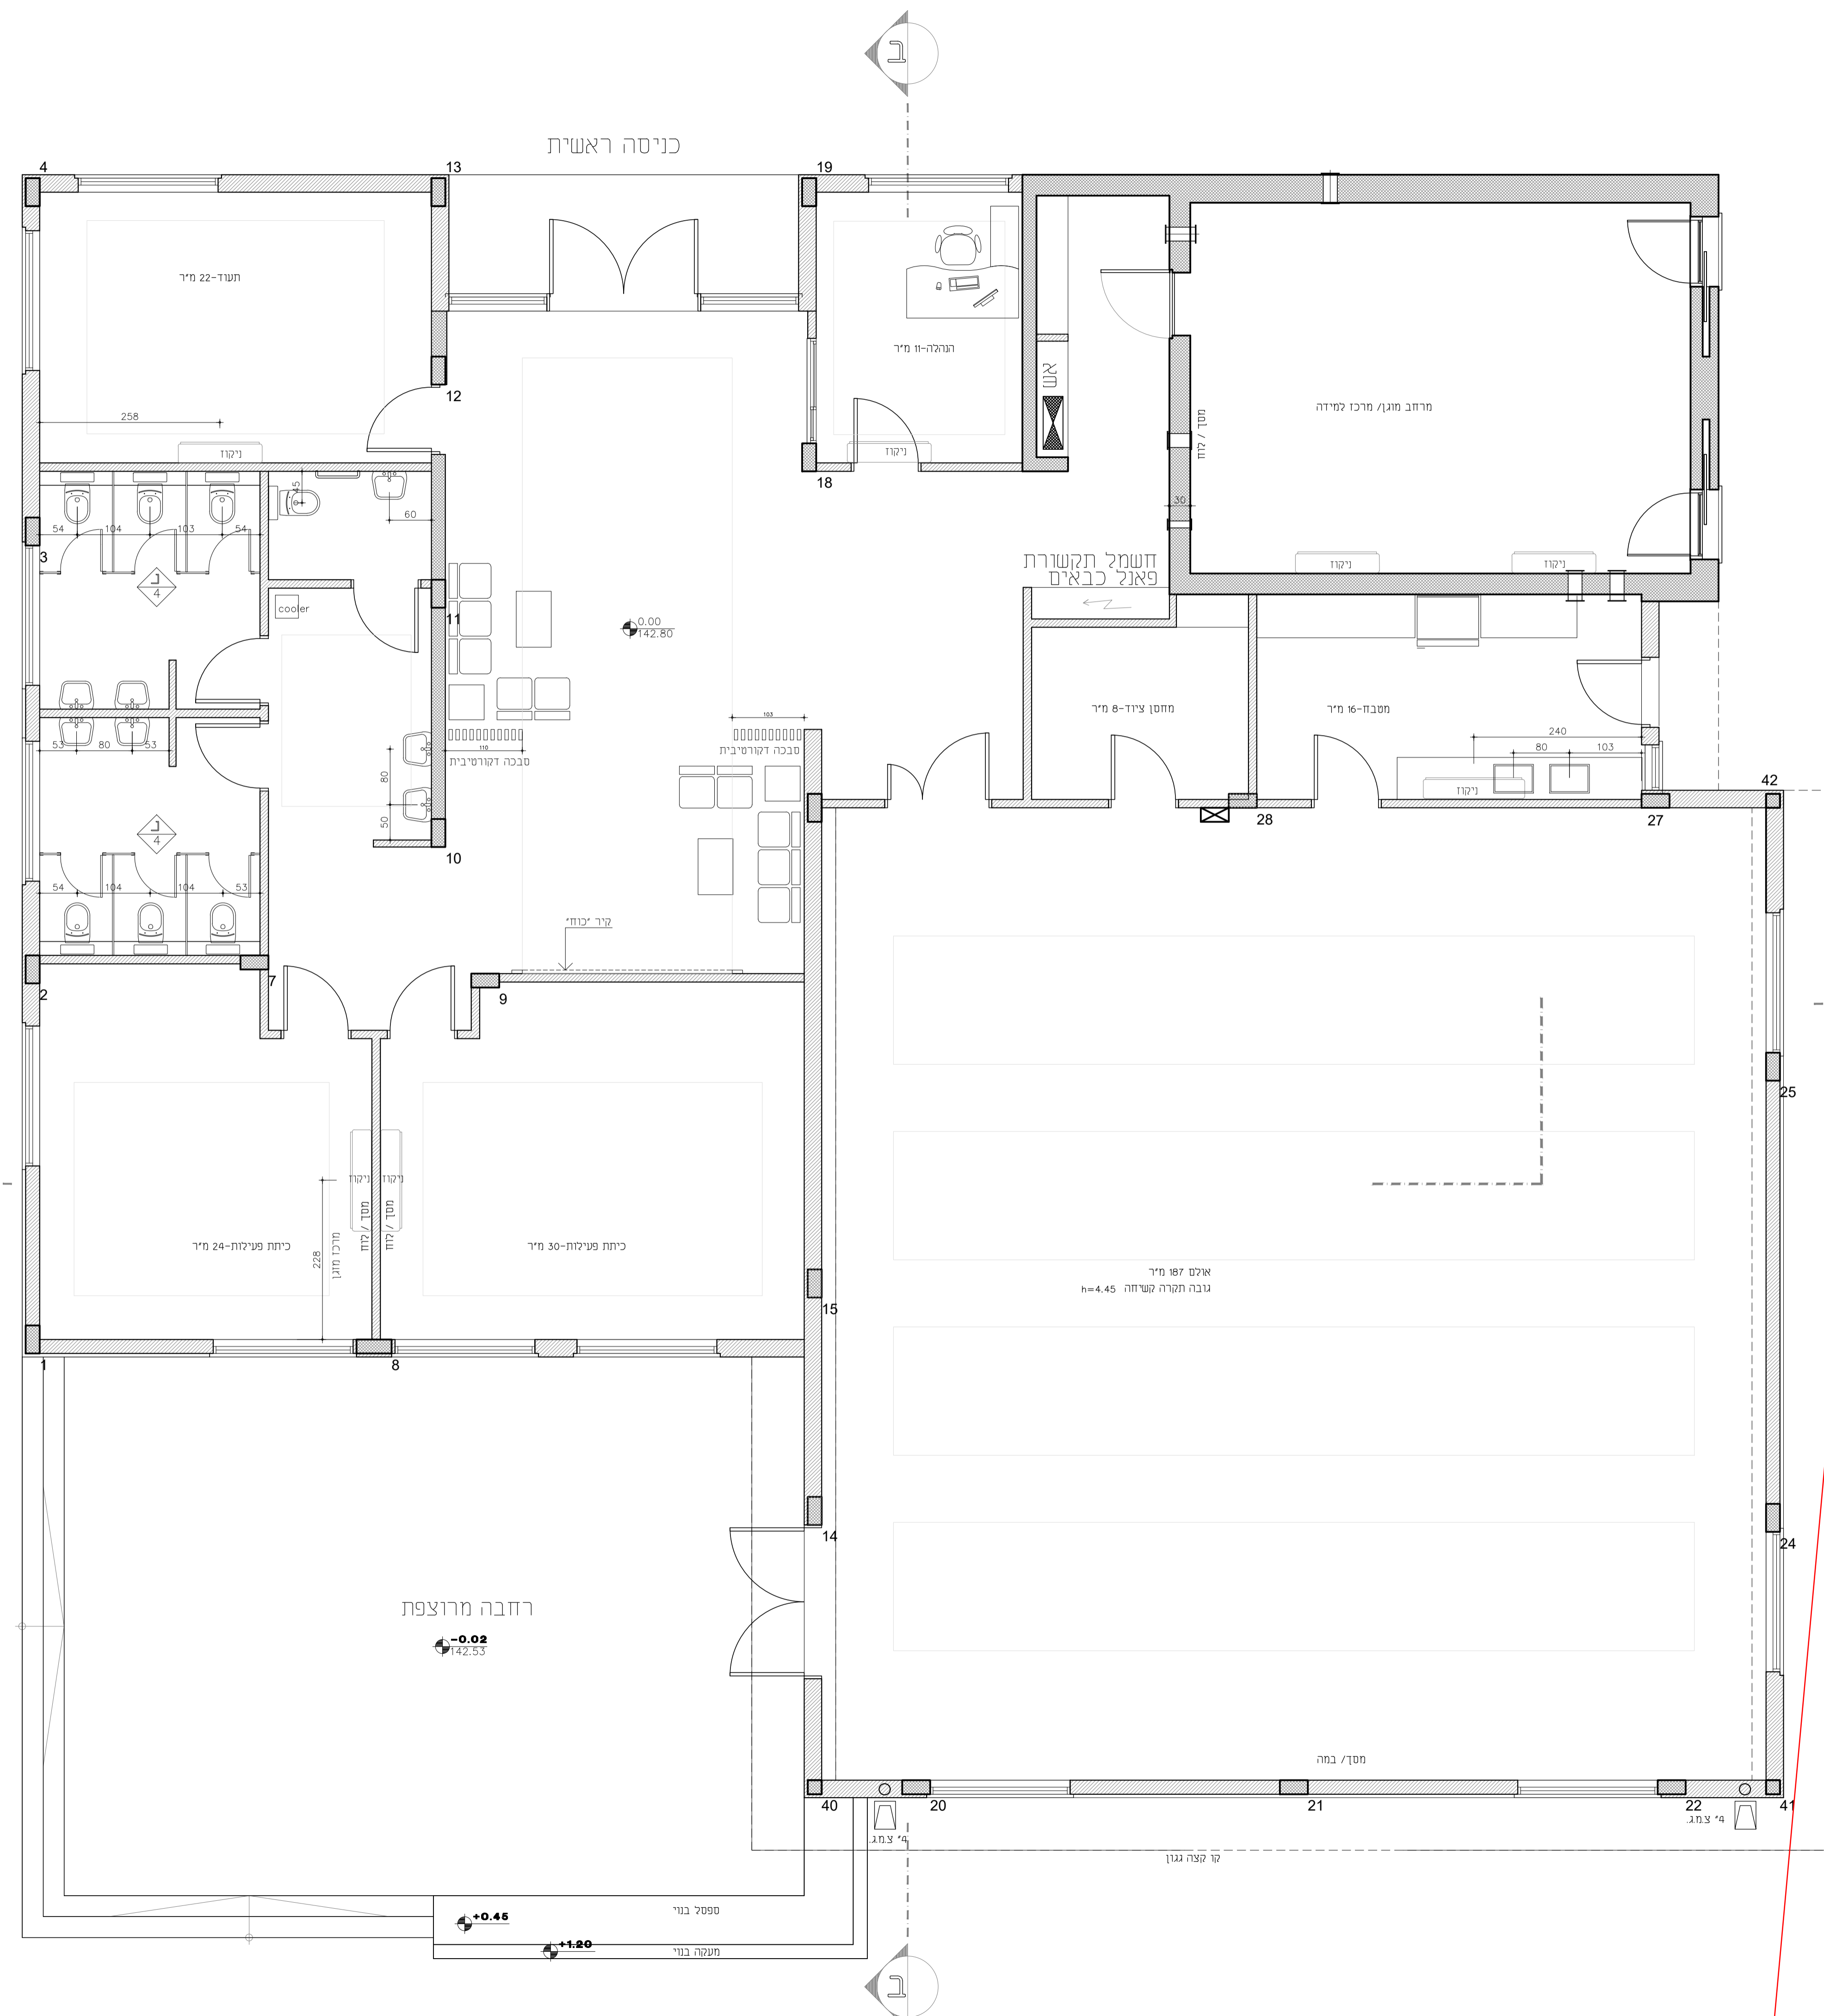 ב
כניסה ראשית
4
13
19
תעוד-22 מ"ר
הנהלה-11 מ"ר
12
אש
מסך / לוח
מרחב מוגן/ מרכז למידה
258
ניקוז
ניקוז
18
45
60
30
54
104
103
54
3
חשמל תקשורת
פאנל כבאים
ניקוז
ניקוז
4
cooler
11
0.00
142.80
מחסן ציוד-8 מ"ר
מטבח-16 מ"ר
103
240
53
80
53
110
סבכה דקורטיבית
סבכה דקורטיבית
80
103
80
ניקוז
42
50
28
27
4
10
54
104
104
53
קיר "כוח"
2
7
9
25
ניקוז
ניקוז
מסך / לוח
מסך / לוח
כיתת פעילות-24 מ"ר
228
מרכז מזגן
כיתת פעילות-30 מ"ר
אולם 187 מ"ר
גובה תקרה קשיחה h=4.45
15
1
8
14
24
רחבה מרוצפת
-0.02
142.53
מסך/ במה
40
20
21
22
41
4" צ.מ.ג.
4" צ.מ.ג.
קו קצה גגון
ספסל בנוי
+0.45
+1.20
מעקה בנוי
ב